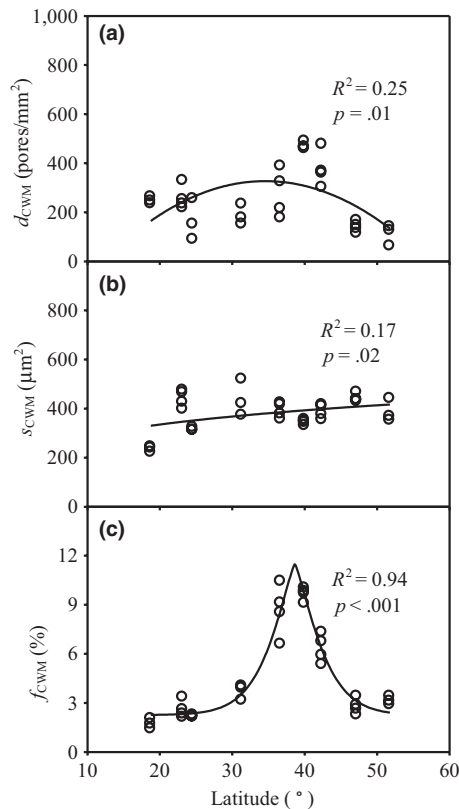 (a)
1,000
800
600
400
200
0
d_CWM (pores/mm²)
R² = 0.25
p = .01
(b)
800
600
400
200
0
s_CWM (µm²)
R² = 0.17
p = .02
(c)
12
9
6
3
0
f_CWM (%)
R² = 0.94
p < .001
10 20 30 40 50 60
Latitude ( ° )